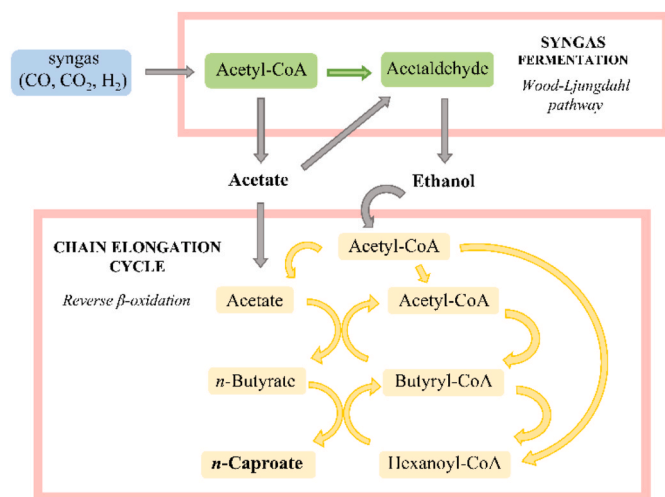 syngas
(CO, CO₂, H₂)
Acetyl-CoA
Acetaldehyde
SYNGAS
FERMENTATION
Wood-Ljungdahl
pathway
Acetate
Ethanol
CHAIN ELONGATION
CYCLE
Reverse β-oxidation
Acetyl-CoA
Acetate
Acetyl-CoA
n-Butyrate
Butyryl-CoA
n-Caproate
Hexanoyl-CoA